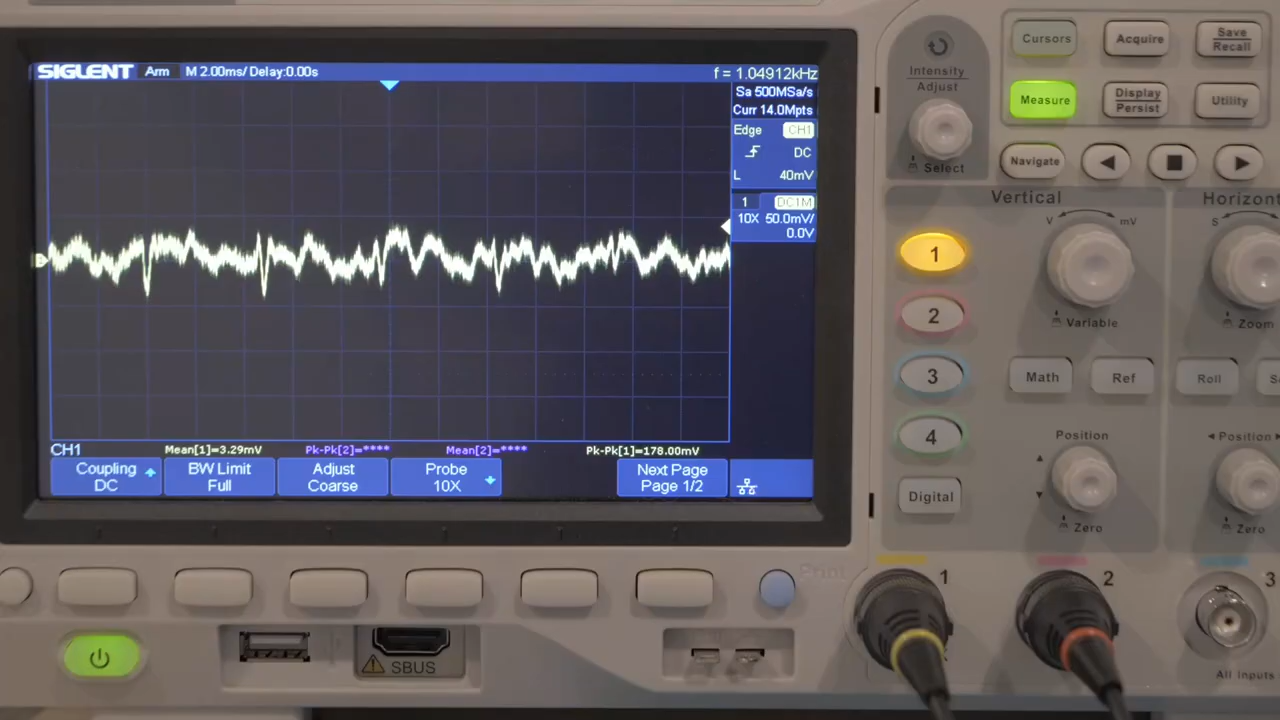 SIGLENT Arm M 2.00ms/ Delay:0.00s f = 1.04912kHz
Sa 500MSa/s
Curr 14.0Mpts
Edge CH1
DC
L 40mV
1 DC1M
10X 50.0mV/
0.0V
CH1 Mean[1]=3.29mV Pk-Pk[2]=**** Mean[2]=**** Pk-Pk[1]=178.00mV
Coupling
DC
BW Limit
Full
Adjust
Coarse
Probe
10X
Next Page
Page 1/2
Intensity
Adjust
Select
Cursors
Acquire
Save
Recall
Measure
Display
Persist
Utility
Navigate
Vertical
Horizont
V mV
S
1
Variable
Zoom
2
3
Math
Ref
Roll
4
Position
Position
Digital
Zero
Zero
Print
1
2
3
SBUS
All Inputs